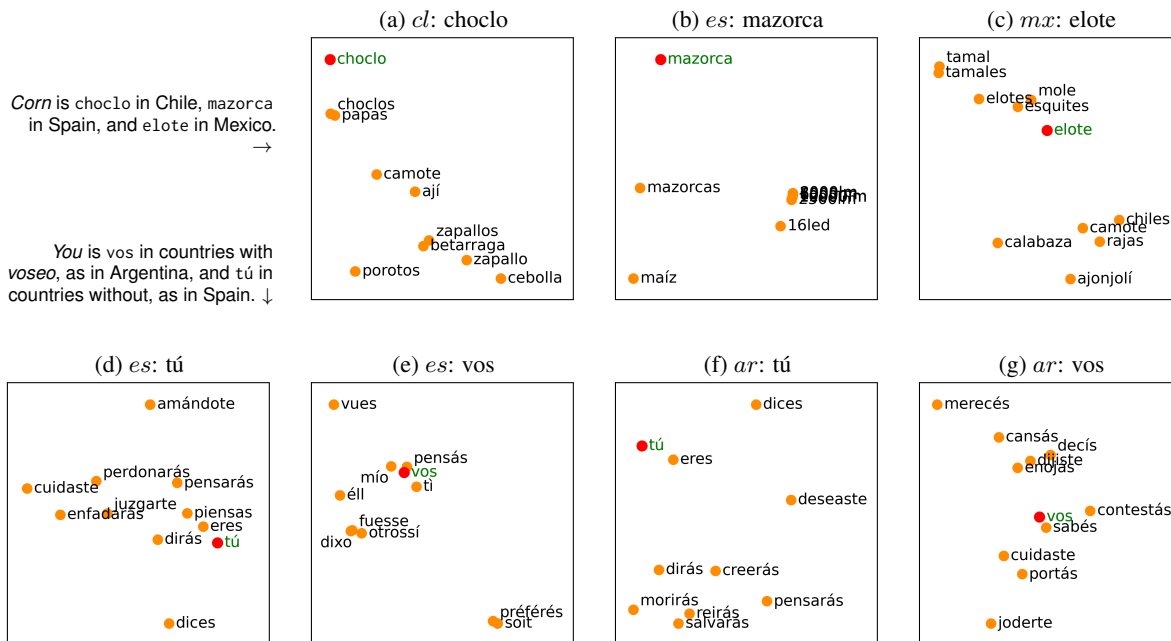 (a) cl: choclo
(b) es: mazorca
(c) mx: elote
Corn is choclo in Chile, mazorca
in Spain, and elote in Mexico.
→
You is vos in countries with
voseo, as in Argentina, and tú in
countries without, as in Spain. ↓
choclo
choclos
papas
camote
ají
zapallos
betarraga
zapallo
porotos
cebolla
mazorca
mazorcas
16led
maíz
tamal
tamales
elotes
mole
esquites
elote
chiles
camote
calabaza
rajas
ajonjolí
(d) es: tú
(e) es: vos
(f) ar: tú
(g) ar: vos
amándote
perdonarás
cuidaste
pensarás
juzgarte
enfadarás
piensas
eres
dirás
tú
dices
vues
pensás
mío
vos
tì
éll
fuesse
otrossí
dixo
préférés
soit
dices
tú
eres
deseaste
dirás
creerás
morirás
reirás
pensarás
salvarás
merecés
cansás
decís
dijiste
enojas
contestás
vos
sabés
cuidaste
portás
joderte